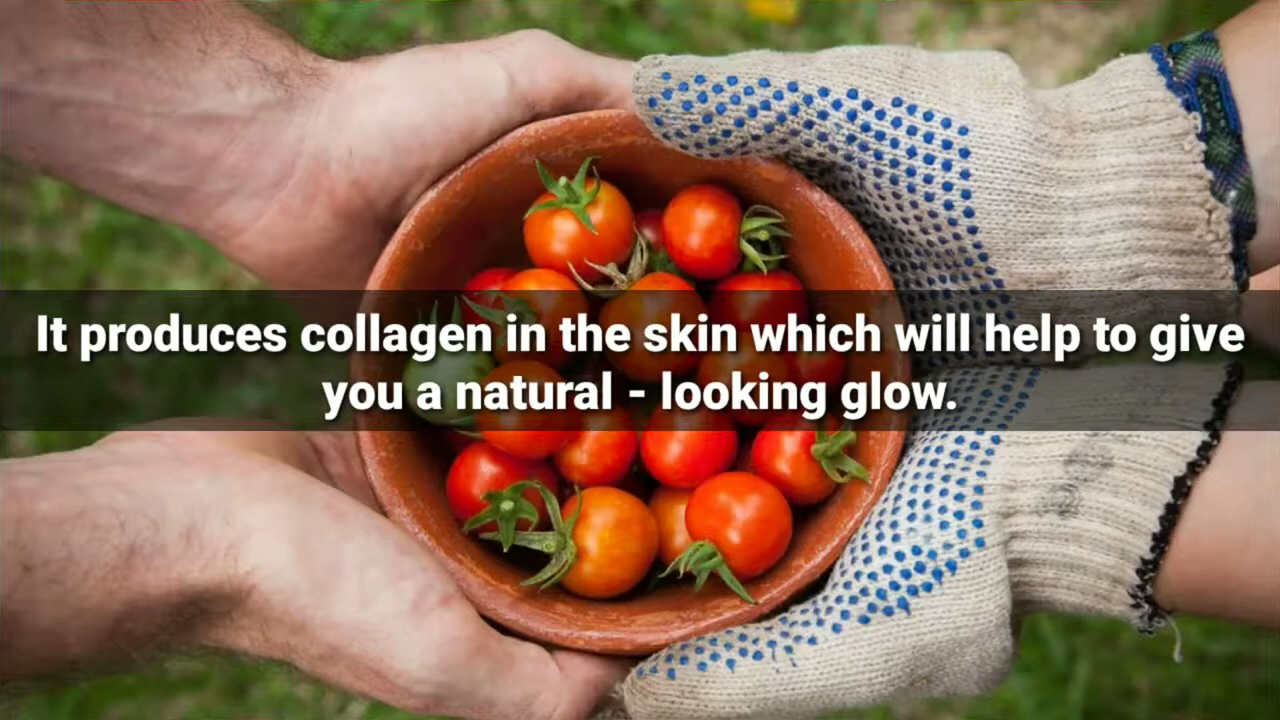 It produces collagen in the skin which will help to give
you a natural - looking glow.